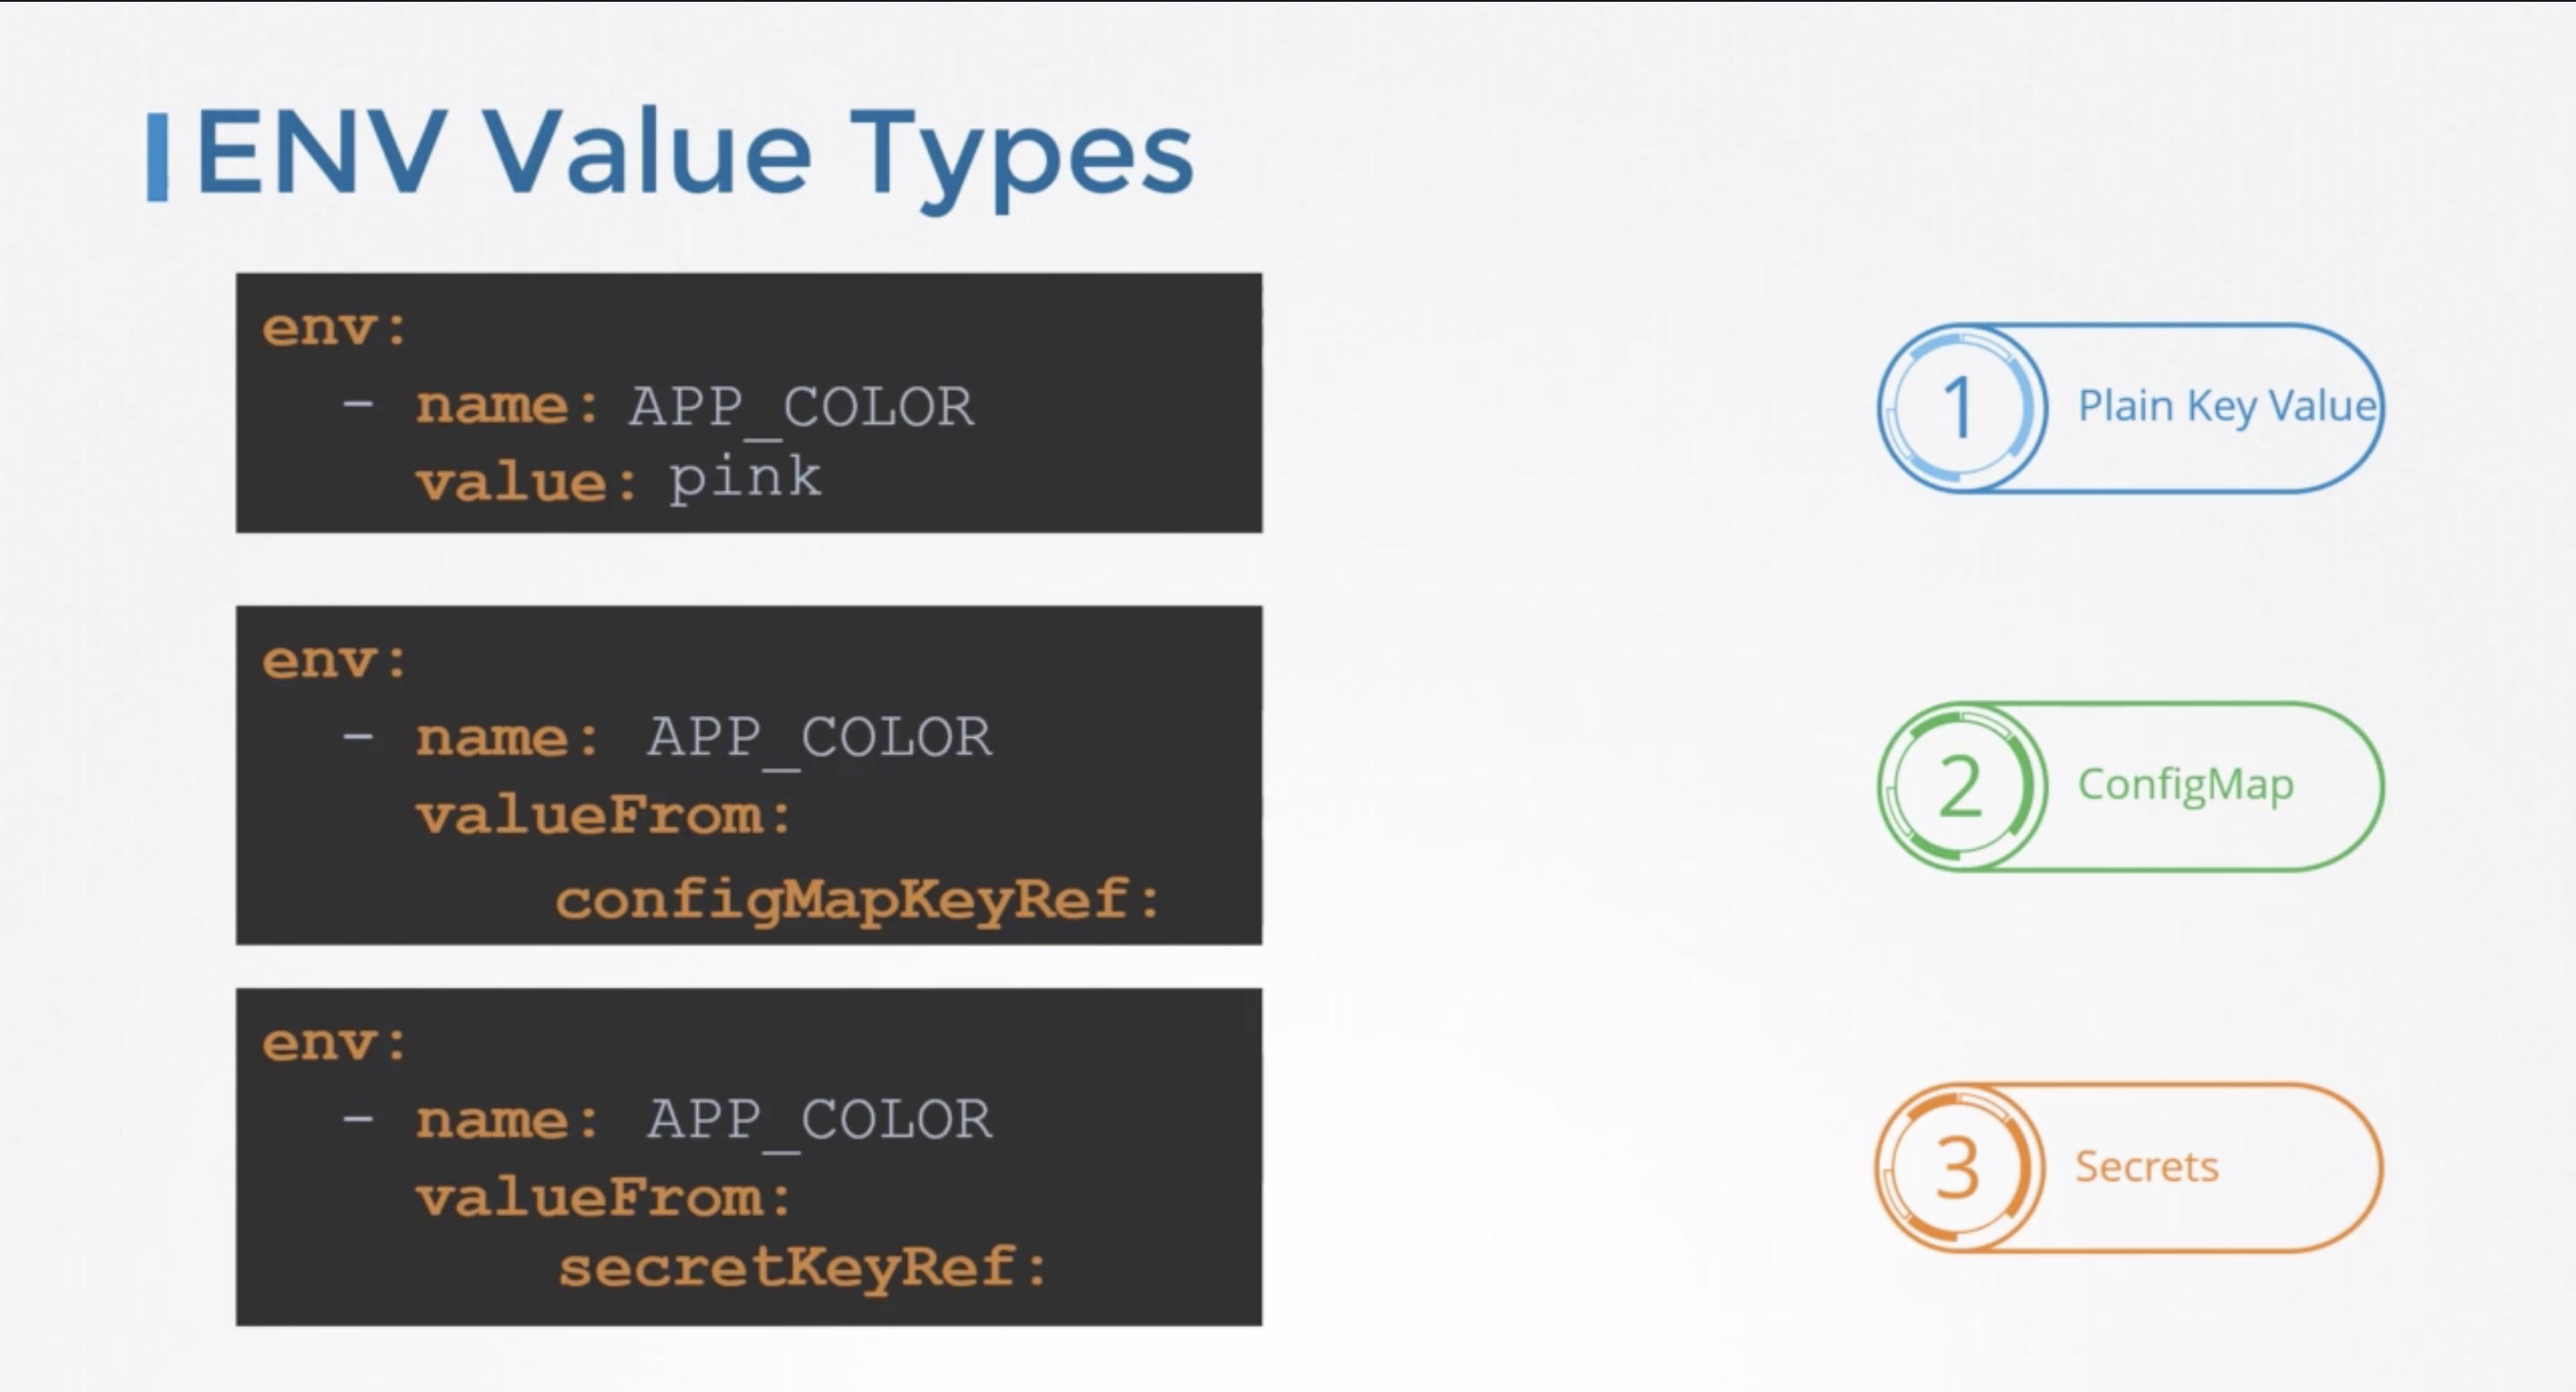 ENV Value Types
env:
  - name: APP_COLOR
    value: pink
1 Plain Key Value
env:
  - name: APP_COLOR
    valueFrom:
        configMapKeyRef:
2 ConfigMap
env:
  - name: APP_COLOR
    valueFrom:
        secretKeyRef:
3 Secrets